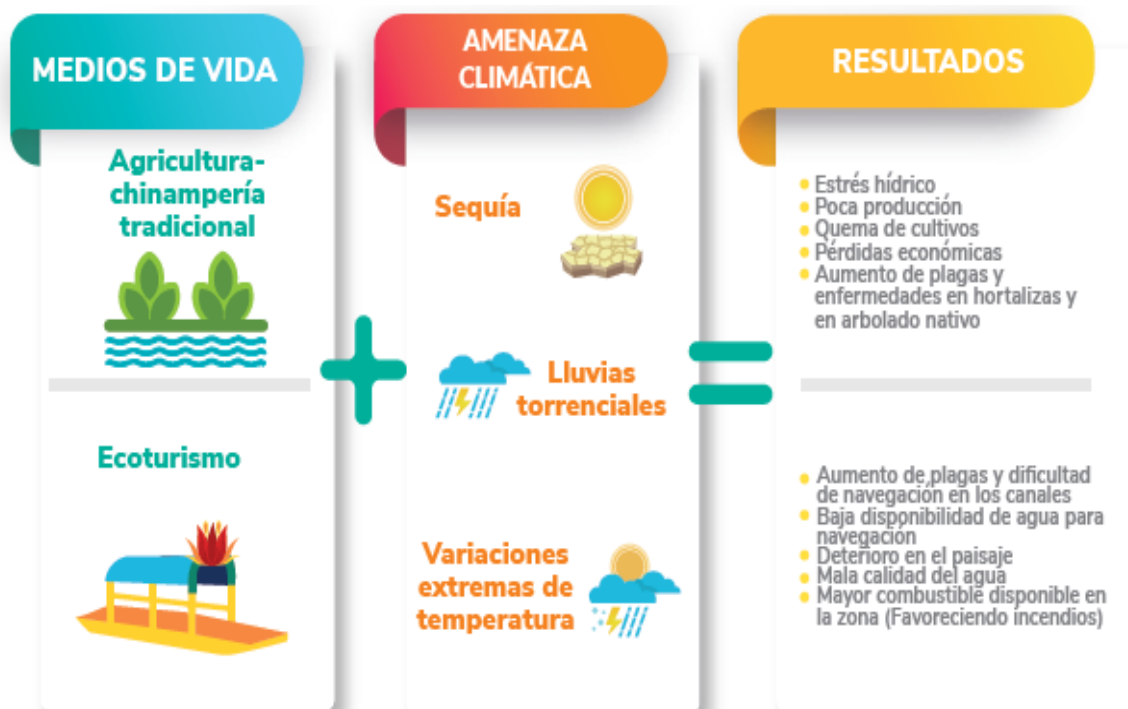 MEDIOS DE VIDA
Agricultura-
chinampería
tradicional
Ecoturismo
AMENAZA
CLIMÁTICA
Sequía
Lluvias
torrenciales
Variaciones
extremas de
temperatura
RESULTADOS
Estrés hídrico
Poca producción
Quema de cultivos
Pérdidas económicas
Aumento de plagas y
enfermedades en hortalizas y
en arbolado nativo
Aumento de plagas y dificultad
de navegación en los canales
Baja disponibilidad de agua para
navegación
Deterioro en el paisaje
Mala calidad del agua
Mayor combustible disponible en
la zona (Favoreciendo incendios)